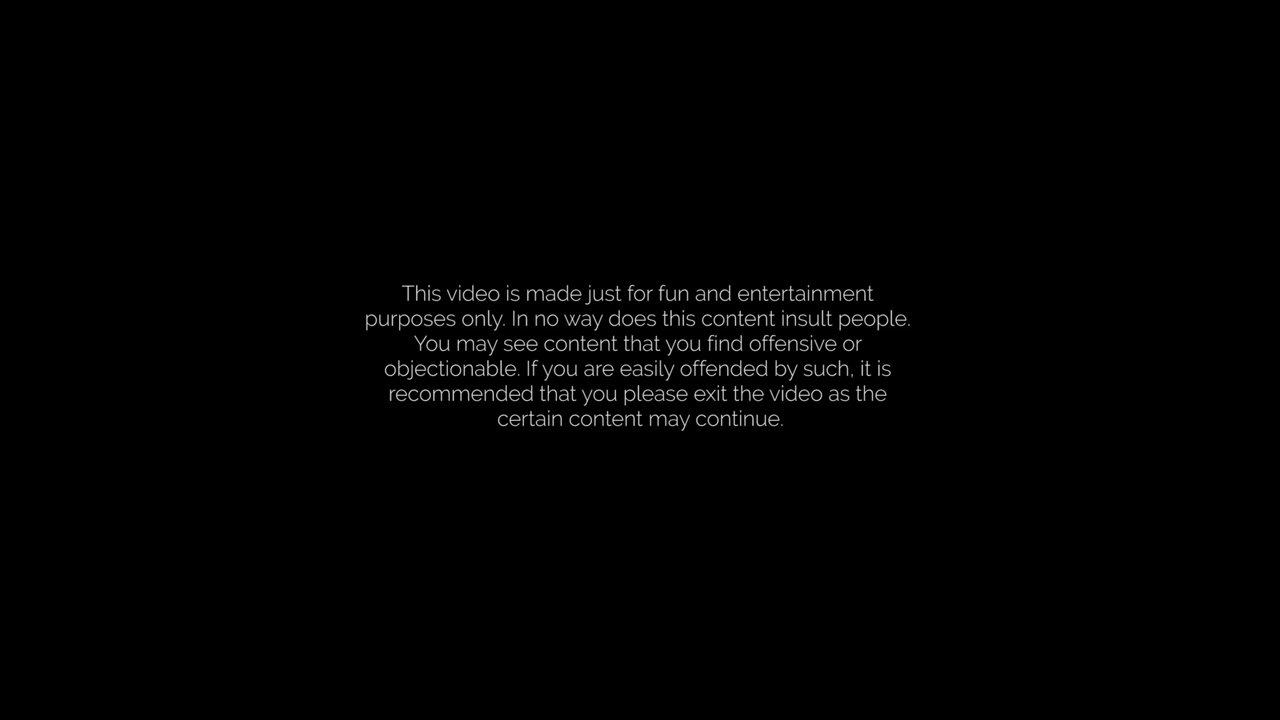 This video is made just for fun and entertainment
purposes only. In no way does this content insult people.
You may see content that you find offensive or
objectionable. If you are easily offended by such, it is
recommended that you please exit the video as the
certain content may continue.